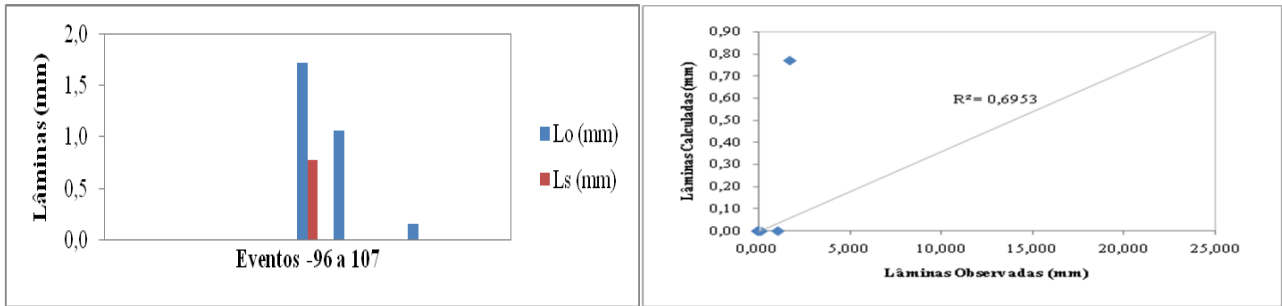 2,0
1,5
1,0
0,5
0,0
Lâminas (mm)
Eventos -96 a 107
Lo (mm)
Ls (mm)
0,90
0,80
0,70
0,60
0,50
0,40
0,30
0,20
0,10
0,00
Lâminas Calculadas (mm)
R²= 0,6953
0,000 5,000 10,000 15,000 20,000 25,000
Lâminas Observadas (mm)